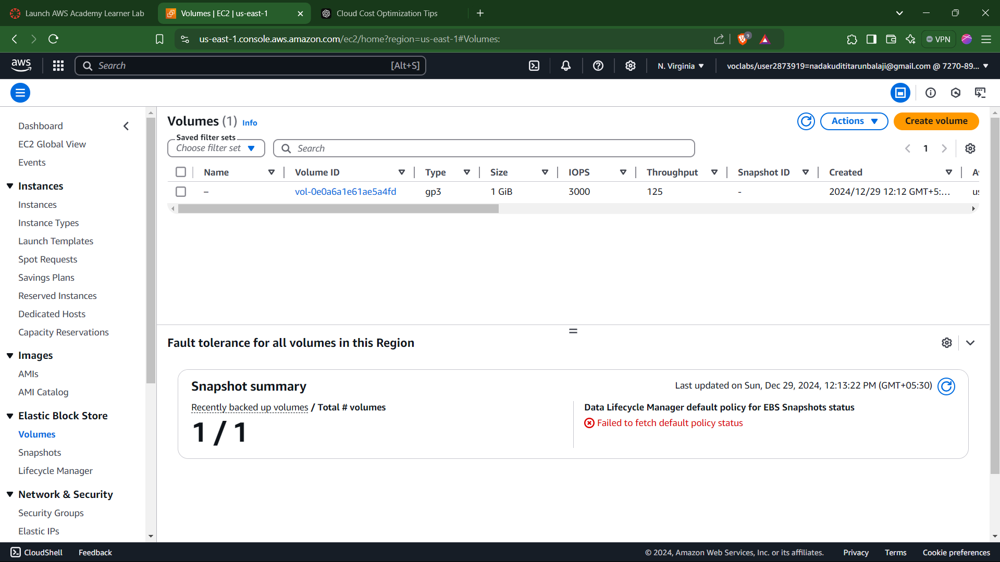 Launch AWS Academy Learner Lab
Volumes | EC2 | us-east-1
Cloud Cost Optimization Tips
us-east-1.console.aws.amazon.com/ec2/home?region=us-east-1#Volumes:
9
VPN
aws
Search
[Alt+S]
N. Virginia
voclabs/user2873919=nadakudititarunbalaji@gmail.com @ 7270-89...
Dashboard
EC2 Global View
Events
Instances
Instances
Instance Types
Launch Templates
Spot Requests
Savings Plans
Reserved Instances
Dedicated Hosts
Capacity Reservations
Images
AMIs
AMI Catalog
Elastic Block Store
Volumes
Snapshots
Lifecycle Manager
Network & Security
Security Groups
Elastic IPs
Volumes (1) Info
Actions
Create volume
Saved filter sets
Choose filter set
Search
1
Name Volume ID Type Size IOPS Throughput Snapshot ID Created
– vol-0e0a6a1e61ae5a4fd gp3 1 GiB 3000 125 - 2024/12/29 12:12 GMT+5:...
Fault tolerance for all volumes in this Region
Snapshot summary
Last updated on Sun, Dec 29, 2024, 12:13:22 PM (GMT+05:30)
Recently backed up volumes / Total # volumes
1 / 1
Data Lifecycle Manager default policy for EBS Snapshots status
Failed to fetch default policy status
CloudShell
Feedback
© 2024, Amazon Web Services, Inc. or its affiliates.
Privacy
Terms
Cookie preferences